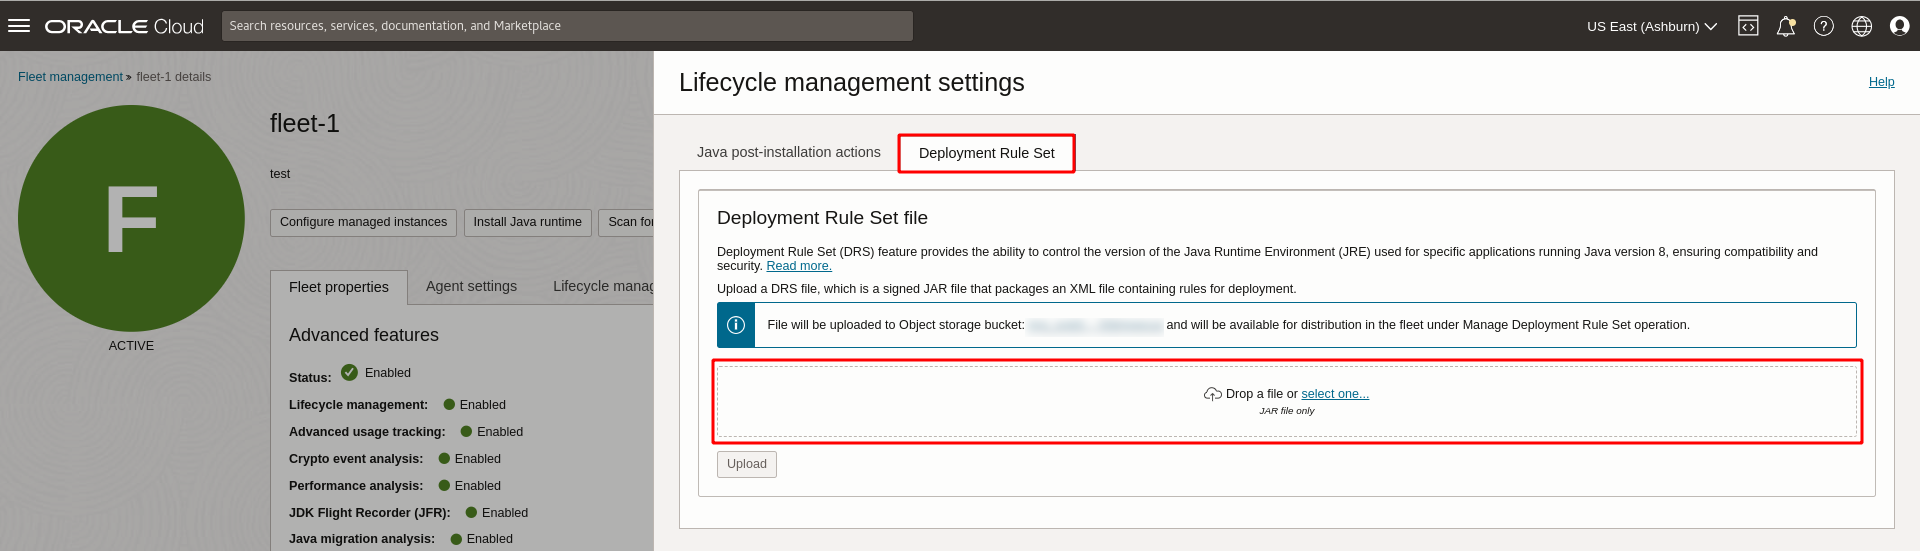 ORACLE Cloud
Search resources, services, documentation, and Marketplace
US East (Ashburn)
Fleet management » fleet-1 details
F
ACTIVE
fleet-1
test
Configure managed instances
Install Java runtime
Scan for
Fleet properties
Agent settings
Lifecycle manag
Advanced features
Status: Enabled
Lifecycle management: Enabled
Advanced usage tracking: Enabled
Crypto event analysis: Enabled
Performance analysis: Enabled
JDK Flight Recorder (JFR): Enabled
Java migration analysis: Enabled
Lifecycle management settings
Help
Java post-installation actions
Deployment Rule Set
Deployment Rule Set file
Deployment Rule Set (DRS) feature provides the ability to control the version of the Java Runtime Environment (JRE) used for specific applications running Java version 8, ensuring compatibility and
security. Read more.
Upload a DRS file, which is a signed JAR file that packages an XML file containing rules for deployment.
File will be uploaded to Object storage bucket: and will be available for distribution in the fleet under Manage Deployment Rule Set operation.
Drop a file or select one...
JAR file only
Upload